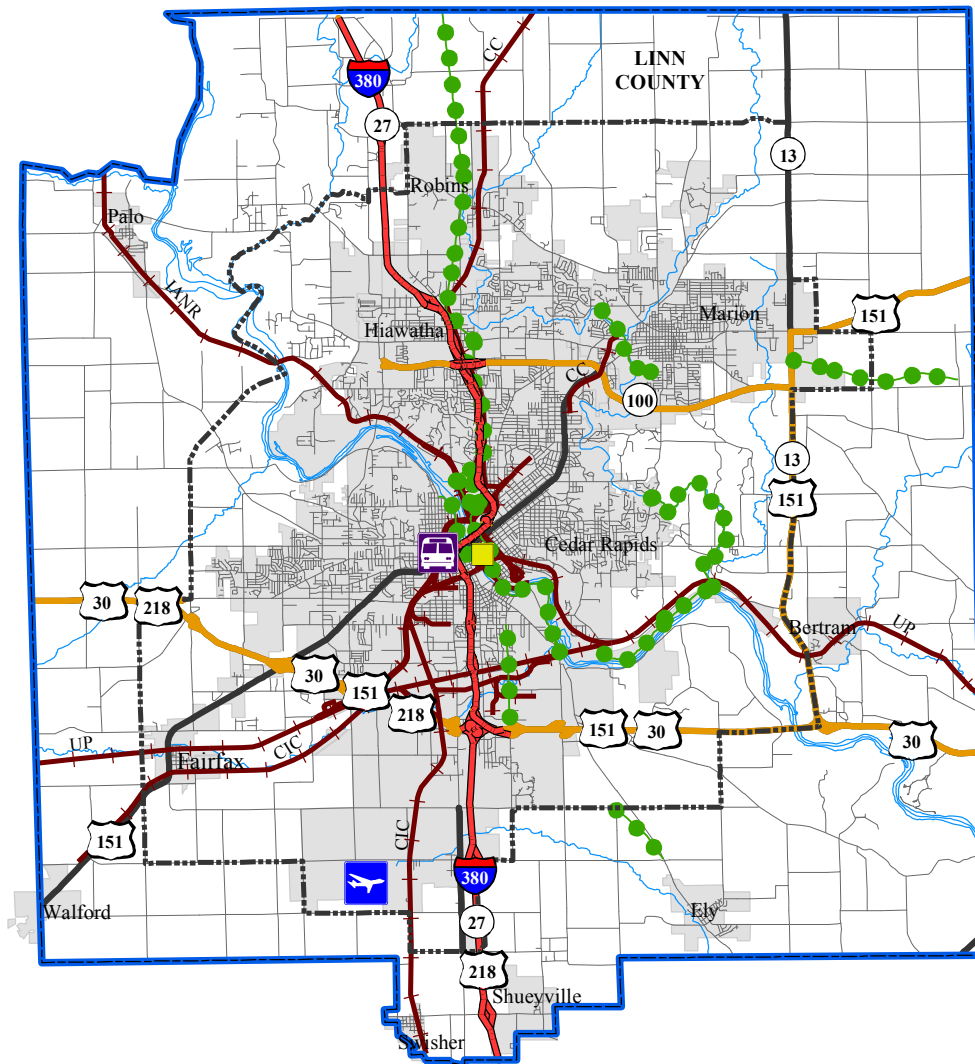 CC
LINN
COUNTY
380
27
13
Robins
Palo
IANR
Hiawatha
Marion
151
CC
100
13
151
Cedar Rapids
30
218
Bertram
UP
30
151
218
151
30
30
UP
CIC
Fairfax
151
CIC
380
Walford
27
Ely
218
Shueyville
Swisher